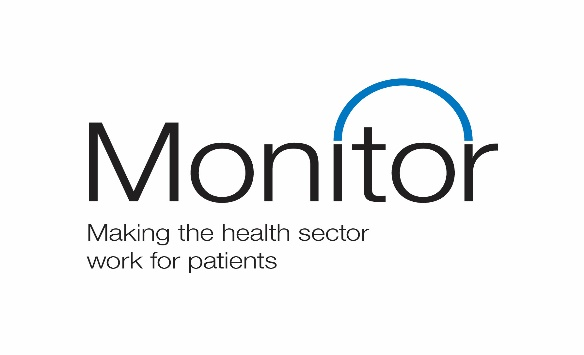 Monitor
Making the health sector
work for patients